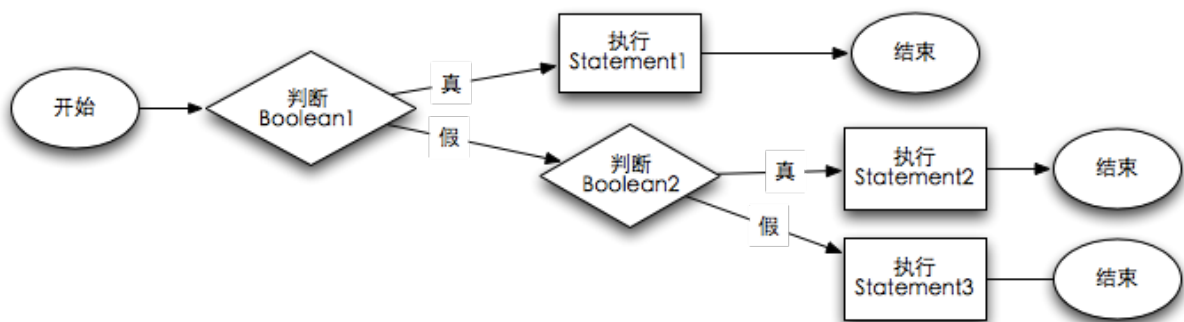 开始
判断
Boolean1
真
执行
Statement1
结束
假
判断
Boolean2
真
执行
Statement2
结束
假
执行
Statement3
结束